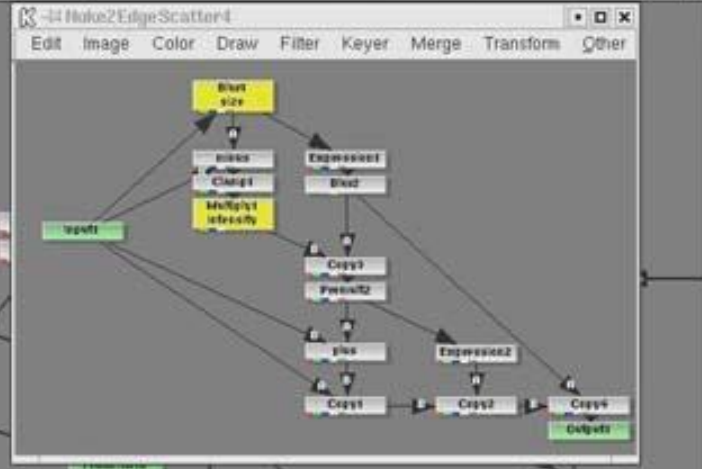 Nuke2EdgeScatter4
Edit Image Color Draw Filter Keyer Merge Transform Other
Blur1
size
minus
Expression1
Clamp1
Blur2
Multiply1
intensity
Input1
Copy3
Premult2
plus
Expression2
Copy1
Copy2
Copy4
Output1